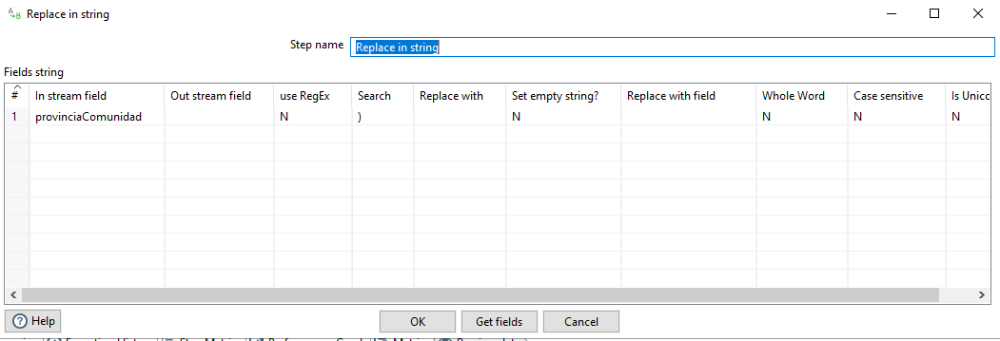 Replace in string
Step name Replace in string
Fields string
# In stream field Out stream field use RegEx Search Replace with Set empty string? Replace with field Whole Word Case sensitive Is Unico
1 provinciaComunidad N ) N N N N
Help OK Get fields Cancel